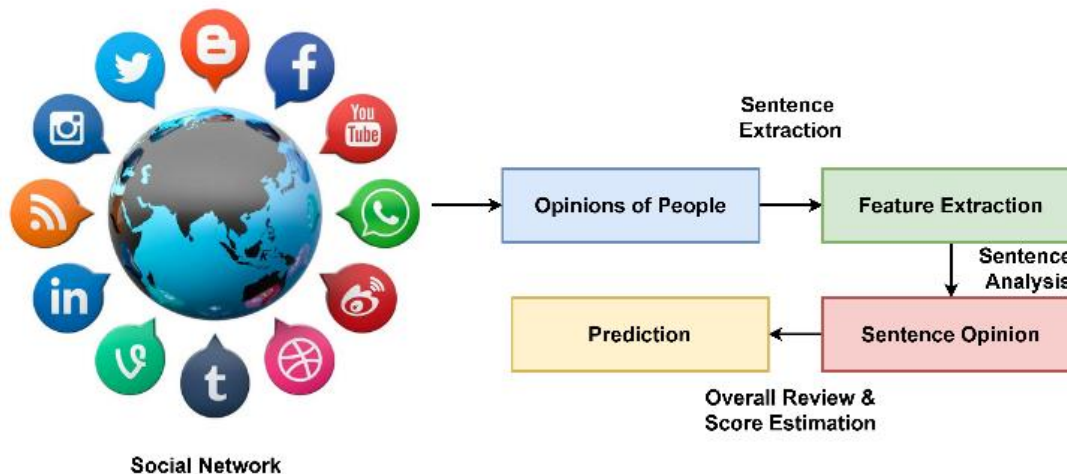 You
Tube
in
t
Social Network
Sentence
Extraction
Opinions of People
Feature Extraction
Sentence
Analysis
Sentence Opinion
Prediction
Overall Review &
Score Estimation